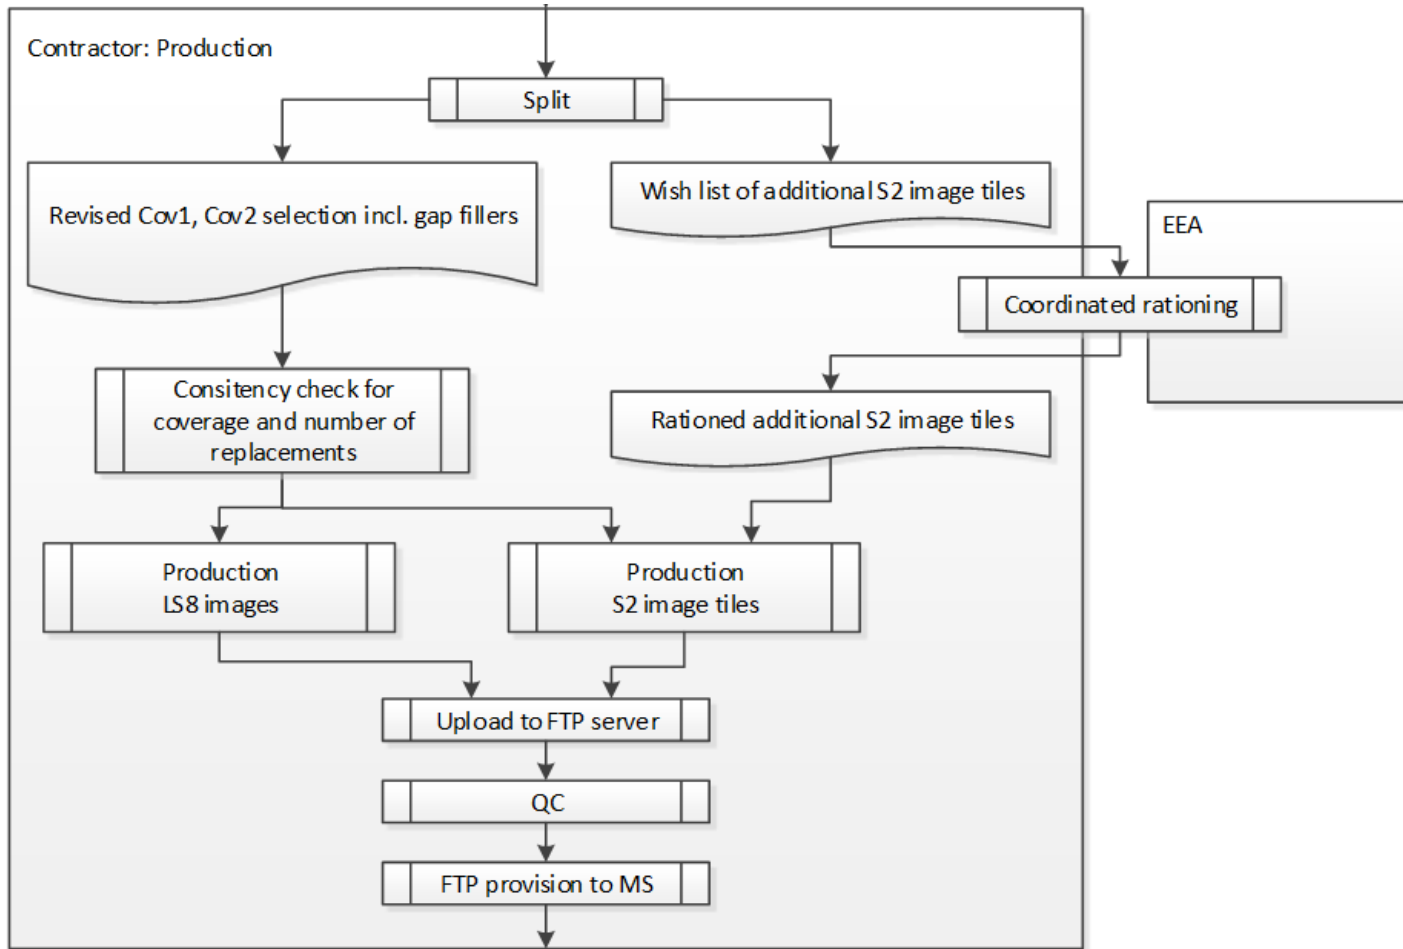 Contractor: Production
Split
Revised Cov1, Cov2 selection incl. gap fillers
Wish list of additional S2 image tiles
EEA
Coordinated rationing
Consitency check for
coverage and number of
replacements
Rationed additional S2 image tiles
Production
LS8 images
Production
S2 image tiles
Upload to FTP server
QC
FTP provision to MS